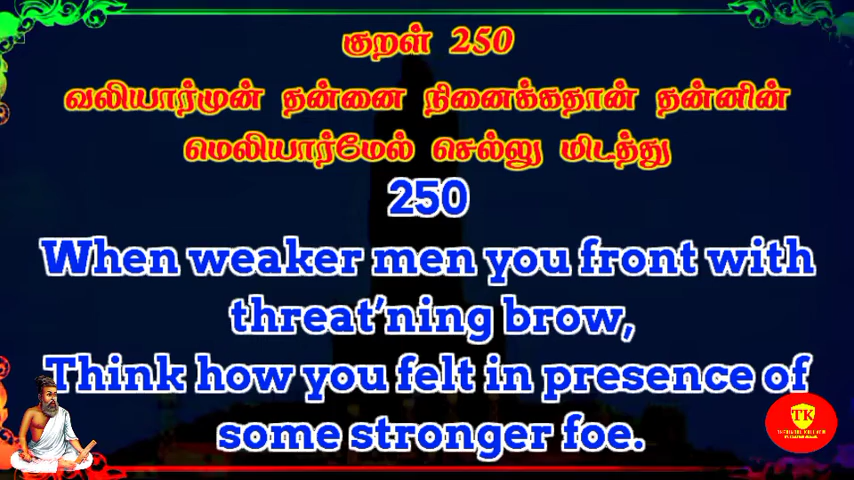 குறள் 250
வலியார்முன் தன்னை நினைக்கதான் தன்னின்
மெலியார்மேல் செல்லு மிடத்து
250
When weaker men you front with
threat’ning brow,
Think how you felt in presence of
some stronger foe.
TK